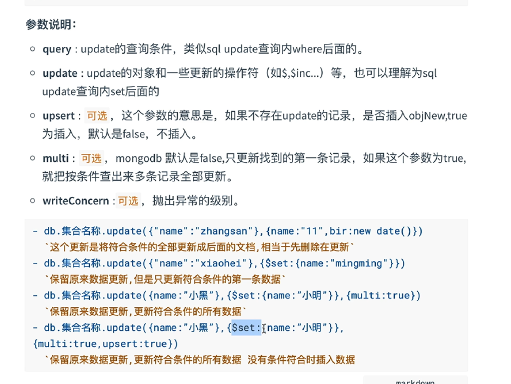 参数说明：
query : update的查询条件，类似sql update查询内where后面的。
update : update的对象和一些更新的操作符（如$,$inc...）等，也可以理解为sql
update查询内set后面的
upsert : 可选 ，这个参数的意思是，如果不存在update的记录，是否插入objNew,true
为插入，默认是false，不插入。
multi : 可选 ，mongodb 默认是false,只更新找到的第一条记录，如果这个参数为true,
就把按条件查出来多条记录全部更新。
writeConcern :可选 ，抛出异常的级别。
- db.集合名称.update({"name":"zhangsan"},{name:"11",bir:new date()})
`这个更新是将符合条件的全部更新成后面的文档,相当于先删除在更新`
- db.集合名称.update({"name":"xiaohei"},{$set:{name:"mingming"}})
`保留原来数据更新,但是只更新符合条件的第一条数据`
- db.集合名称.update({name:"小黑"},{$set:{name:"小明"}},{multi:true})
`保留原来数据更新,更新符合条件的所有数据`
- db.集合名称.update({name:"小黑"},{$set:{name:"小明"}},
{multi:true,upsert:true})
`保留原来数据更新,更新符合条件的所有数据 没有条件符合时插入数据
markdown